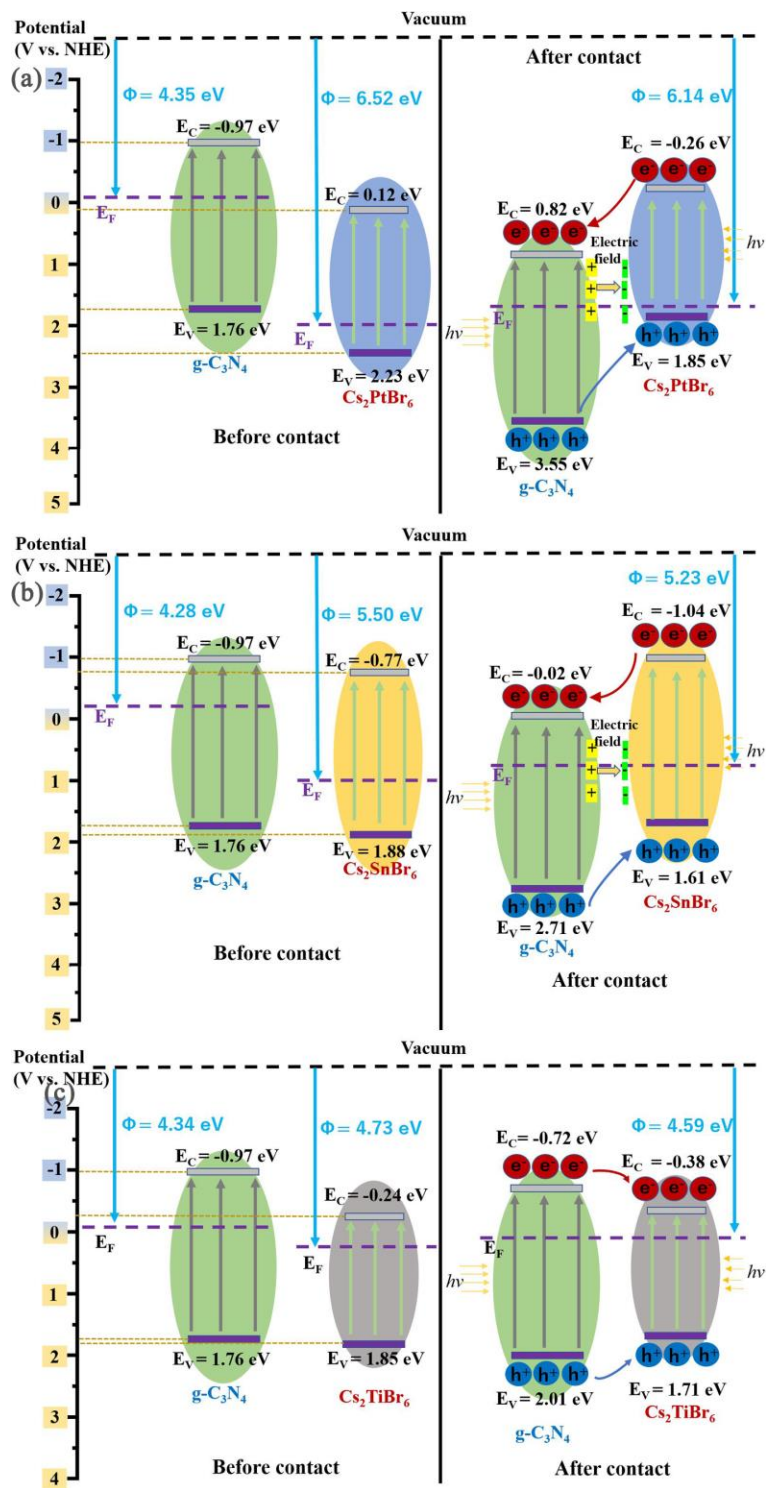 Potential
(V vs. NHE)
Vacuum
After contact
(a)
-2
-1
0
1
2
3
4
5
Φ = 4.35 eV
Φ = 6.52 eV
E_C = -0.97 eV
E_F
E_C = 0.12 eV
E_V = 1.76 eV
g-C₃N₄
E_F
E_V = 2.23 eV
Cs₂PtBr₆
Before contact
Φ = 6.14 eV
E_C = -0.26 eV
e⁻ e⁻ e⁻
E_C = 0.82 eV
e⁻ e⁻ e⁻
Electric
field
+ -
+ -
+ -
hν
E_F
hν
h⁺ h⁺ h⁺
E_V = 1.85 eV
Cs₂PtBr₆
h⁺ h⁺ h⁺
E_V = 3.55 eV
g-C₃N₄
Potential
(V vs. NHE)
Vacuum
(b)
-2
-1
0
1
2
3
4
5
Φ = 4.28 eV
Φ = 5.50 eV
E_C = -0.97 eV
E_C = -0.77 eV
E_F
E_F
E_V = 1.76 eV
g-C₃N₄
E_V = 1.88 eV
Cs₂SnBr₆
Before contact
Φ = 5.23 eV
E_C = -1.04 eV
e⁻ e⁻ e⁻
E_C = -0.02 eV
e⁻ e⁻ e⁻
Electric
field
+ -
+ -
+ -
hν
E_F
hν
h⁺ h⁺ h⁺
E_V = 1.61 eV
Cs₂SnBr₆
h⁺ h⁺ h⁺
E_V = 2.71 eV
g-C₃N₄
After contact
Potential
(V vs. NHE)
Vacuum
(c)
-2
-1
0
1
2
3
4
Φ = 4.34 eV
Φ = 4.73 eV
E_C = -0.97 eV
E_C = -0.24 eV
E_F
E_F
E_V = 1.76 eV
g-C₃N₄
E_V = 1.85 eV
Cs₂TiBr₆
Before contact
Φ = 4.59 eV
E_C = -0.72 eV
e⁻ e⁻ e⁻
E_C = -0.38 eV
e⁻ e⁻ e⁻
E_F
hν
hν
h⁺ h⁺ h⁺
h⁺ h⁺ h⁺
E_V = 2.01 eV
E_V = 1.71 eV
g-C₃N₄
Cs₂TiBr₆
After contact